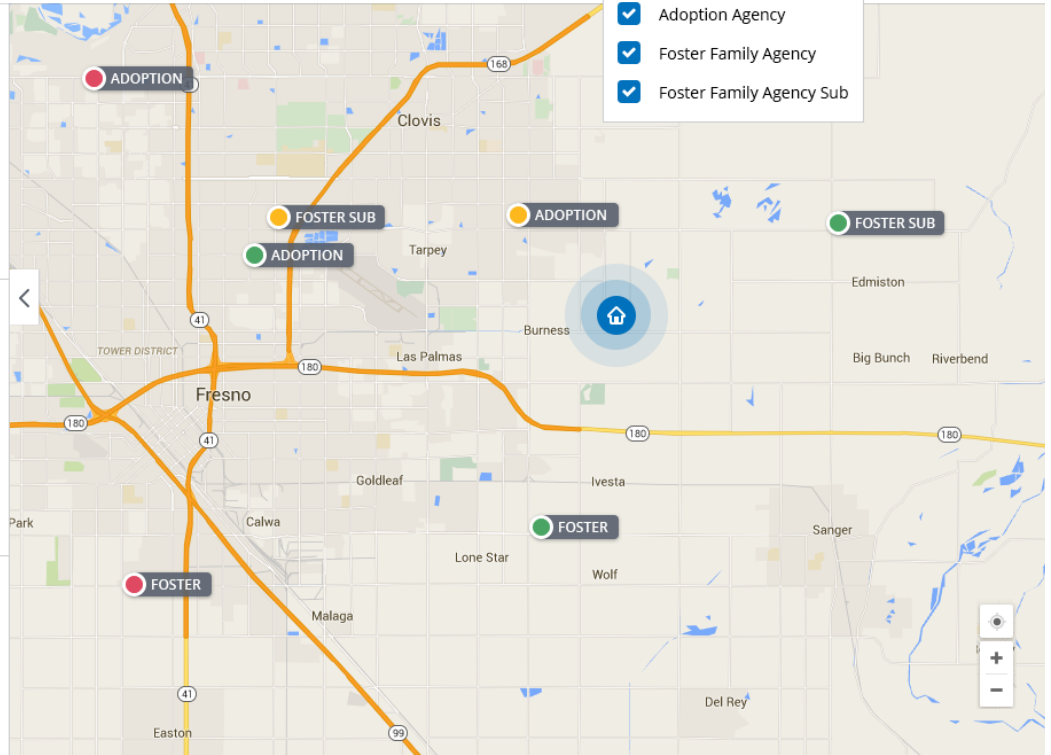 Adoption Agency
Foster Family Agency
Foster Family Agency Sub
ADOPTION
168
Clovis
FOSTER SUB
ADOPTION
FOSTER SUB
ADOPTION
Tarpey
Edmiston
41
Burness
TOWER DISTRICT
Las Palmas
Big Bunch
Riverbend
180
Fresno
180
180
180
41
Goldleaf
Ivesta
Park
Calwa
FOSTER
Sanger
Lone Star
Wolf
FOSTER
Malaga
+
−
41
Del Rey
Easton
99